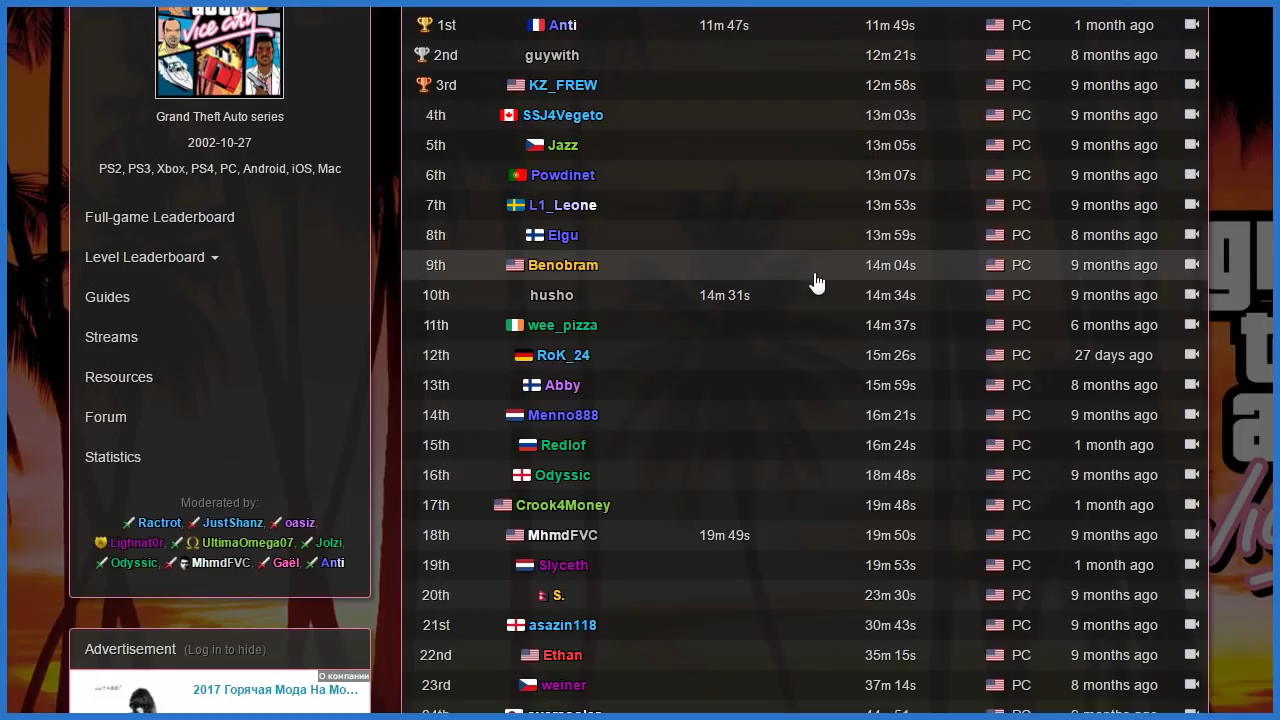 vice city
Grand Theft Auto series
2002-10-27
PS2, PS3, Xbox, PS4, PC, Android, iOS, Mac
Full-game Leaderboard
Level Leaderboard
Guides
Streams
Resources
Forum
Statistics
Moderated by:
Ractrot, JustShanz, oasiz,
Lighnat0r, Ω UltimaOmega07, Jolzi,
Odyssic, MhmdFVC, Gaël, Anti
Advertisement (Log in to hide)
О компании
2017 Горячая Мода На Мо...
1st Anti 11m 47s 11m 49s PC 1 month ago
2nd guywith 12m 21s PC 8 months ago
3rd KZ_FREW 12m 58s PC 9 months ago
4th SSJ4Vegeto 13m 03s PC 9 months ago
5th Jazz 13m 05s PC 9 months ago
6th Powdinet 13m 07s PC 9 months ago
7th L1_Leone 13m 53s PC 9 months ago
8th Elgu 13m 59s PC 8 months ago
9th Benobram 14m 04s PC 9 months ago
10th husho 14m 31s 14m 34s PC 9 months ago
11th wee_pizza 14m 37s PC 6 months ago
12th RoK_24 15m 26s PC 27 days ago
13th Abby 15m 59s PC 8 months ago
14th Menno888 16m 21s PC 9 months ago
15th Redlof 16m 24s PC 1 month ago
16th Odyssic 18m 48s PC 9 months ago
17th Crook4Money 19m 48s PC 1 month ago
18th MhmdFVC 19m 49s 19m 50s PC 9 months ago
19th Slyceth 19m 53s PC 1 month ago
20th S. 23m 30s PC 9 months ago
21st asazin118 30m 43s PC 9 months ago
22nd Ethan 35m 15s PC 9 months ago
23rd weiner 37m 14s PC 8 months ago